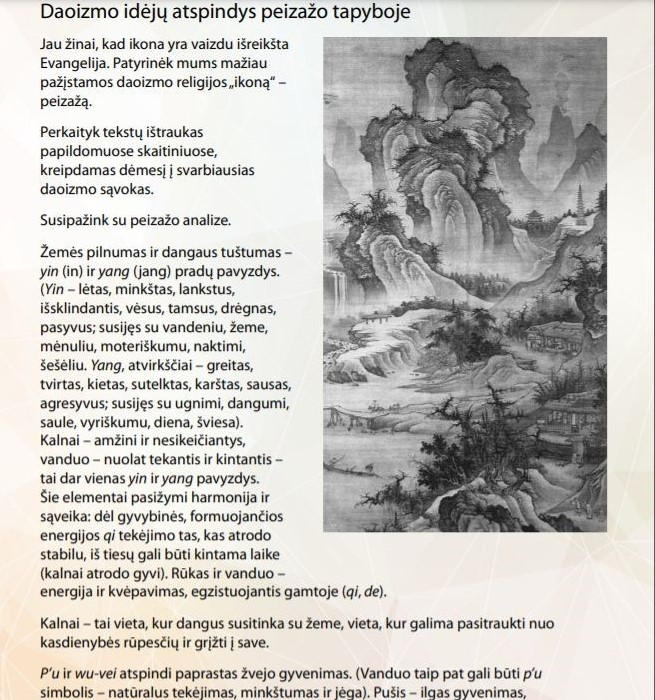 Daoizmo idėjų atspindys peizažo tapyboje
Jau žinai, kad ikona yra vaizdu išreikšta
Evangelija. Patyrinėk mums mažiau
pažįstamos daoizmo religijos „ikoną“ –
peizažą.
Perkaityk tekstų ištraukas
papildomuose skaitiniuose,
kreipdamas dėmesį į svarbiausias
daoizmo sąvokas.
Susipažink su peizažo analize.
Žemės pilnumas ir dangaus tuštumas –
yin (in) ir yang (jang) pradų pavyzdys.
(Yin – lėtas, minkštas, lankstus,
išsklindantis, vėsus, tamsus, drėgnas,
pasyvus; susijęs su vandeniu, žeme,
mėnuliu, moteriškumu, naktimi,
šešėliu. Yang, atvirkščiai – greitas,
tvirtas, kietas, sutelktas, karštas, sausas,
agresyvus; susijęs su ugnimi, dangumi,
saule, vyriškumu, diena, šviesa).
Kalnai – amžini ir nesikeičiantys,
vanduo – nuolat tekantis ir kintantis –
tai dar vienas yin ir yang pavyzdys.
Šie elementai pasižymi harmonija ir
sąveika: dėl gyvybinės, formuojančios
energijos qi tekėjimo tas, kas atrodo
stabilu, iš tiesų gali būti kintama laike
(kalnai atrodo gyvi). Rūkas ir vanduo –
energija ir kvėpavimas, egzistuojantis gamtoje (qi, de).
Kalnai – tai vieta, kur dangus susitinka su žeme, vieta, kur galima pasitraukti nuo
kasdienybės rūpesčių ir grįžti į save.
P’u ir wu-vei atspindi paprastas žvejo gyvenimas. (Vanduo taip pat gali būti p’u
simbolis – natūralus tekėjimas, minkštumas ir jėga). Pušis – ilgas gyvenimas,